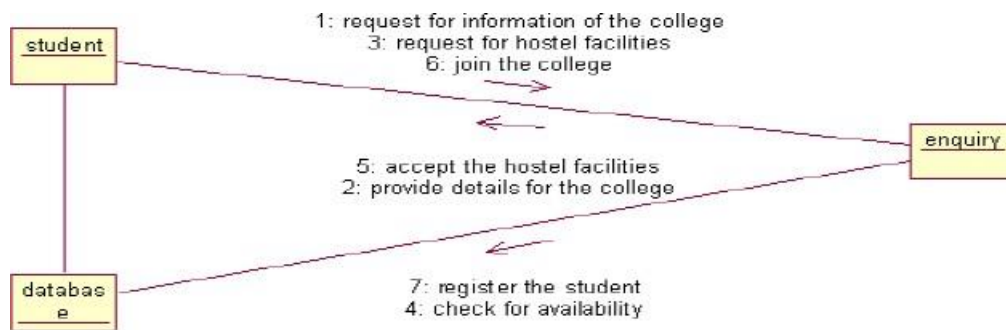 1: request for information of the college
3: request for hostel facilities
6: join the college
student
enquiry
5: accept the hostel facilities
2: provide details for the college
databas
e
7: register the student
4: check for availability